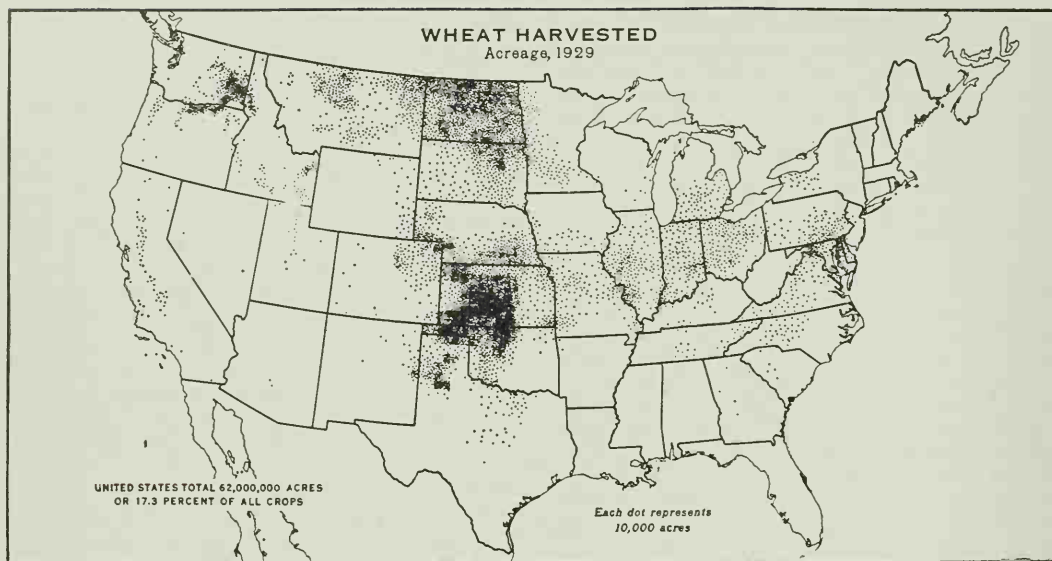 WHEAT HARVESTED
Acreage, 1929
UNITED STATES TOTAL 62,000,000 ACRES
OR 17.3 PERCENT OF ALL CROPS
Each dot represents
10,000 acres